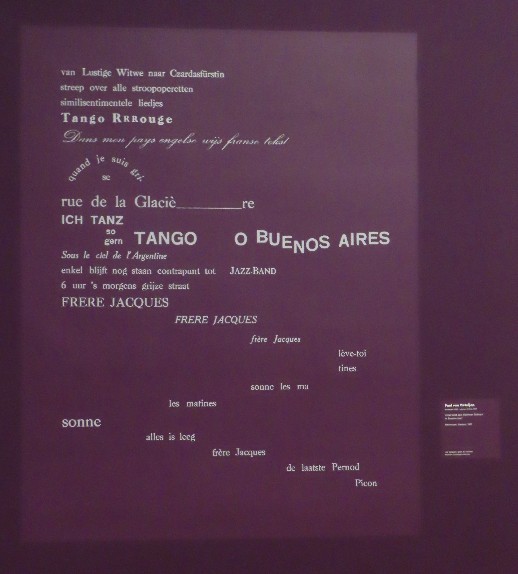 van Lustige Witwe naar Czardasfürstin
streep over alle stroopoperetten
similisentimentele liedjes
Tango RRRouge
Dans mon pays engelse wijs franse tekst
quand je suis gri
se
rue de la Glaciè________re
ICH TANZ
so
gern TANGO O BUENOS AIRES
Sous le ciel de l'Argentine
enkel blijft nog staan contrapunt tot JAZZ-BAND
6 uur 's morgens grijze straat
FRERE JACQUES
FRERE JACQUES
frère Jacques
lève-toi
tines
sonne les ma
les matines
sonne
alles is leeg
frère Jacques
de laatste Pernod
Picon
Paul van Ostaijen